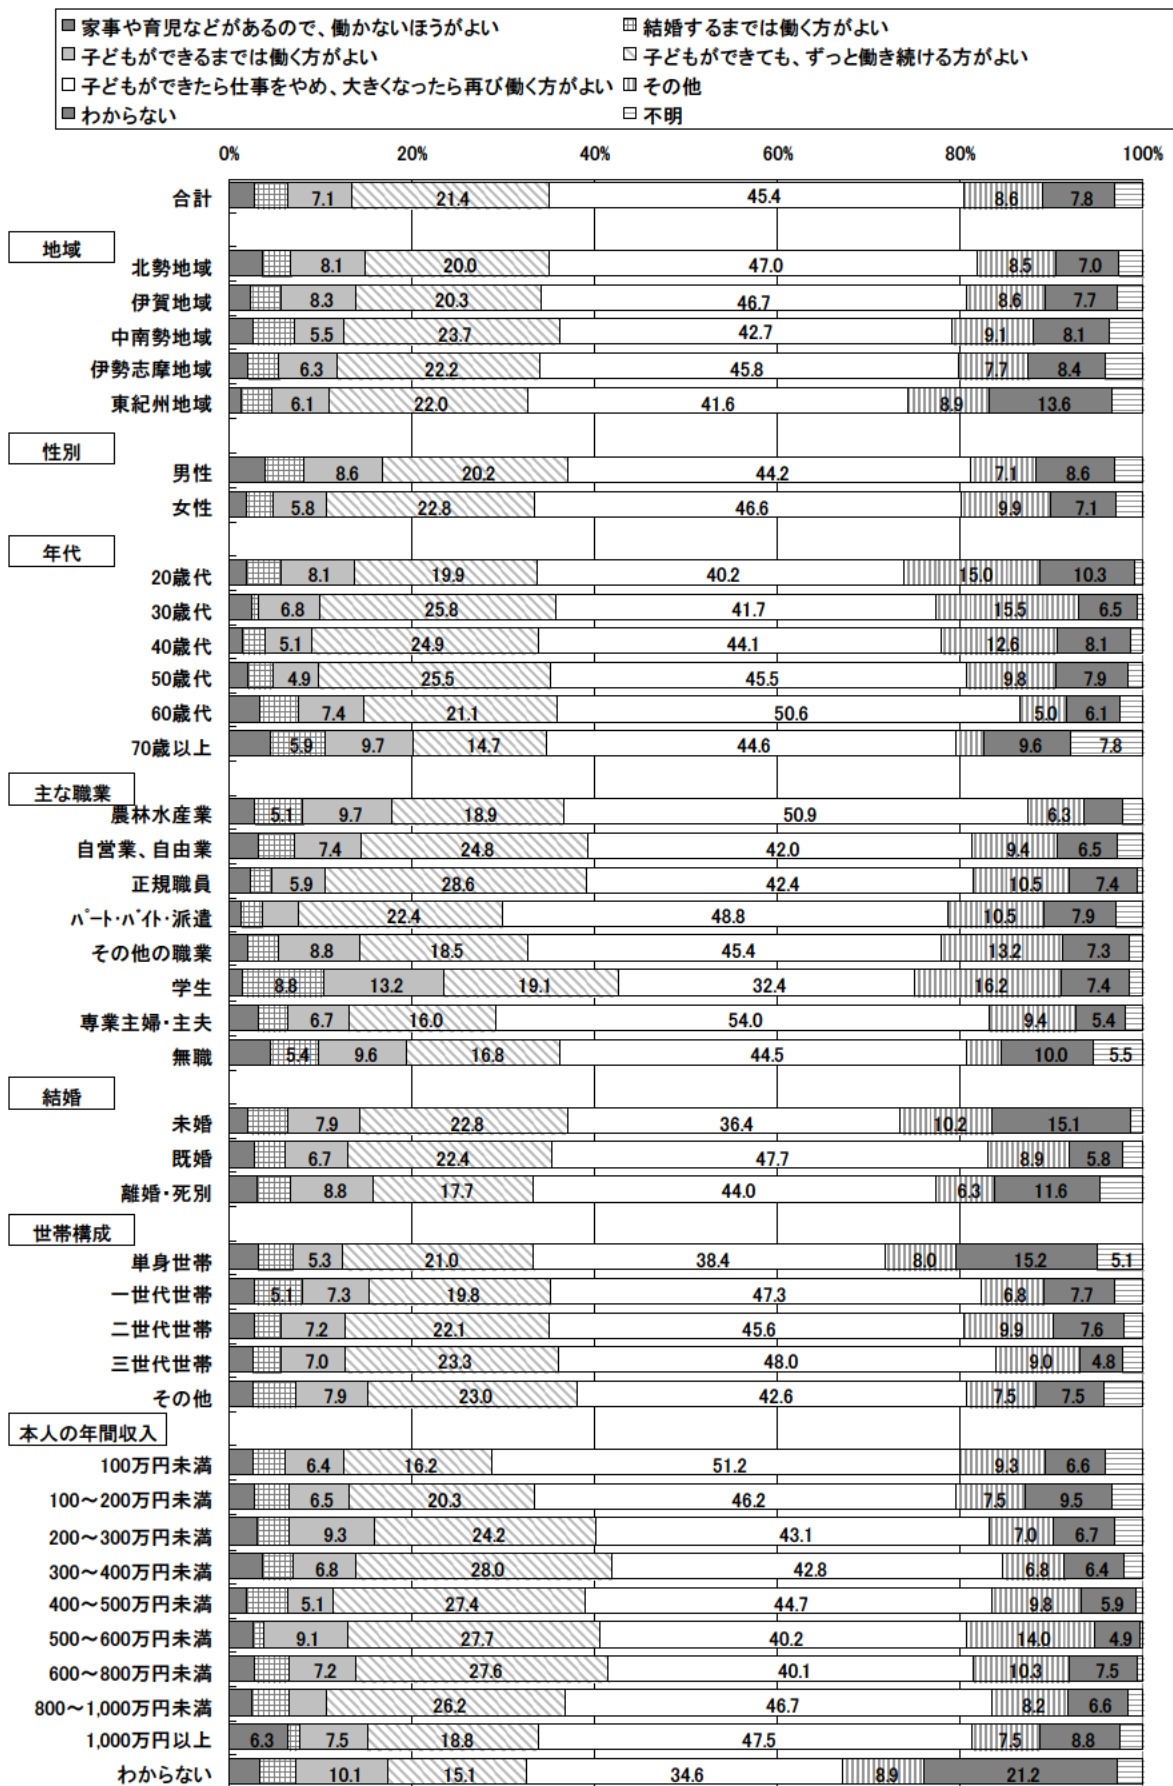 家事や育児などがあるので、働かないほうがよい 結婚するまでは働く方がよい
子どもができるまでは働く方がよい 子どもができても、ずっと働き続ける方がよい
子どもができたら仕事をやめ、大きくなったら再び働く方がよい その他
わからない 不明
0% 20% 40% 60% 80% 100%
合計 7.1 21.4 45.4 8.6 7.8
地域
北勢地域 8.1 20.0 47.0 8.5 7.0
伊賀地域 8.3 20.3 46.7 8.6 7.7
中南勢地域 5.5 23.7 42.7 9.1 8.1
伊勢志摩地域 6.3 22.2 45.8 7.7 8.4
東紀州地域 6.1 22.0 41.6 8.9 13.6
性別
男性 8.6 20.2 44.2 7.1 8.6
女性 5.8 22.8 46.6 9.9 7.1
年代
20歳代 8.1 19.9 40.2 15.0 10.3
30歳代 6.8 25.8 41.7 15.5 6.5
40歳代 5.1 24.9 44.1 12.6 8.1
50歳代 4.9 25.5 45.5 9.8 7.9
60歳代 7.4 21.1 50.6 5.0 6.1
70歳以上 5.9 9.7 14.7 44.6 9.6 7.8
主な職業
農林水産業 5.1 9.7 18.9 50.9 6.3
自営業、自由業 7.4 24.8 42.0 9.4 6.5
正規職員 5.9 28.6 42.4 10.5 7.4
パート・バイト・派遣 22.4 48.8 10.5 7.9
その他の職業 8.8 18.5 45.4 13.2 7.3
学生 8.8 13.2 19.1 32.4 16.2 7.4
専業主婦・主夫 6.7 16.0 54.0 9.4 5.4
無職 5.4 9.6 16.8 44.5 10.0 5.5
結婚
未婚 7.9 22.8 36.4 10.2 15.1
既婚 6.7 22.4 47.7 8.9 5.8
離婚・死別 8.8 17.7 44.0 6.3 11.6
世帯構成
単身世帯 5.3 21.0 38.4 8.0 15.2 5.1
一世代世帯 5.1 7.3 19.8 47.3 6.8 7.7
二世代世帯 7.2 22.1 45.6 9.9 7.6
三世代世帯 7.0 23.3 48.0 9.0 4.8
その他 7.9 23.0 42.6 7.5 7.5
本人の年間収入
100万円未満 6.4 16.2 51.2 9.3 6.6
100～200万円未満 6.5 20.3 46.2 7.5 9.5
200～300万円未満 9.3 24.2 43.1 7.0 6.7
300～400万円未満 6.8 28.0 42.8 6.8 6.4
400～500万円未満 5.1 27.4 44.7 9.8 5.9
500～600万円未満 9.1 27.7 40.2 14.0 4.9
600～800万円未満 7.2 27.6 40.1 10.3 7.5
800～1,000万円未満 26.2 46.7 8.2 6.6
1,000万円以上 6.3 7.5 18.8 47.5 7.5 8.8
わからない 10.1 15.1 34.6 8.9 21.2